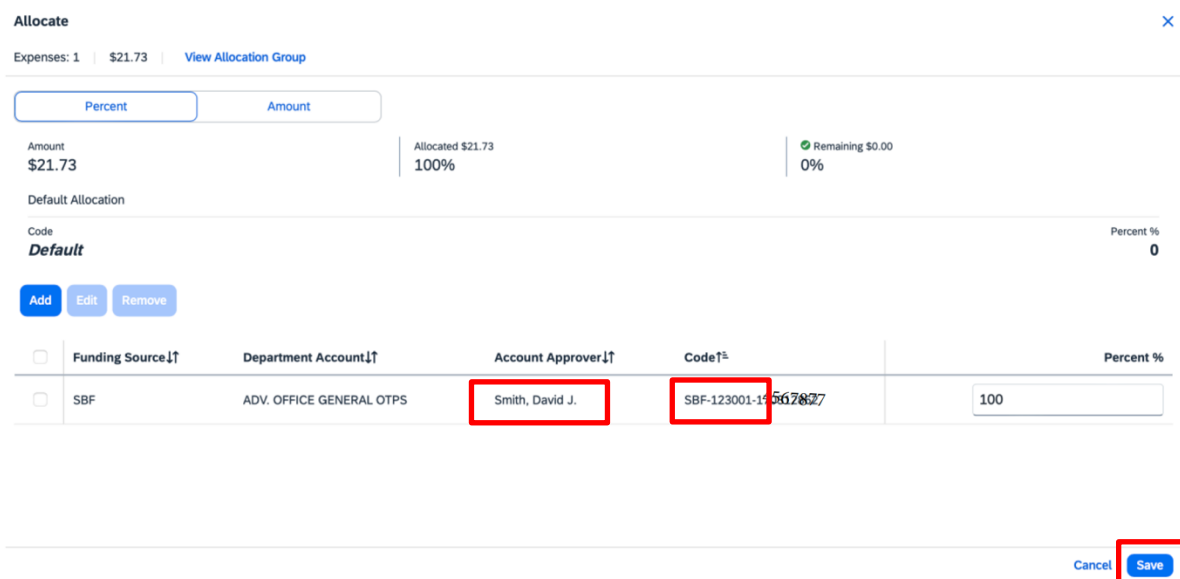 Allocate
Expenses: 1 | $21.73 | View Allocation Group
Percent Amount
Amount Allocated $21.73 Remaining $0.00
$21.73 100% 0%
Default Allocation
Code Percent %
Default 0
Add Edit Remove
Funding Source Department Account Account Approver Code Percent %
SBF ADV. OFFICE GENERAL OTPS Smith, David J. 100
Cancel Save